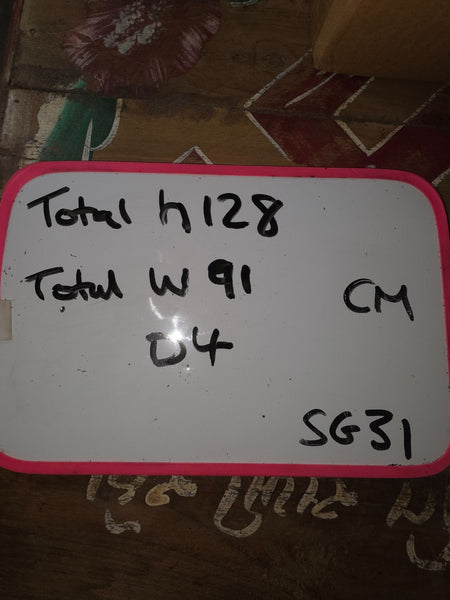 Total h 128
Total W 91
CM
D4
SG31